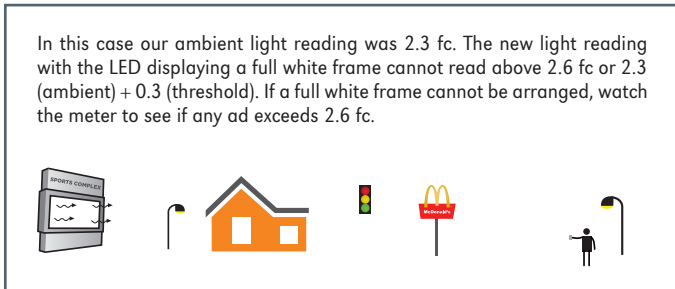 In this case our ambient light reading was 2.3 fc. The new light reading
with the LED displaying a full white frame cannot read above 2.6 fc or 2.3
(ambient) + 0.3 (threshold). If a full white frame cannot be arranged, watch
the meter to see if any ad exceeds 2.6 fc.
SPORTS COMPLEX
McDonald's